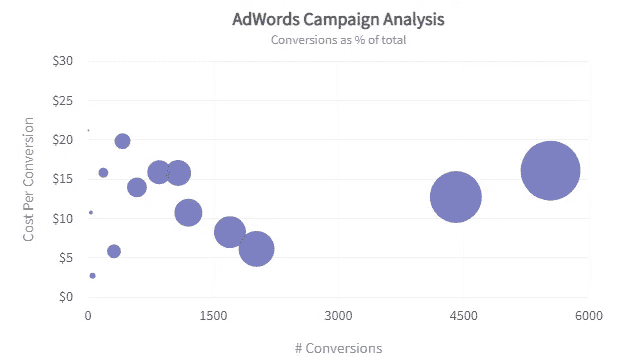 AdWords Campaign Analysis
Conversions as % of total
$30
$25
$20
$15
$10
$5
$0
Cost Per Conversion
0 1500 3000 4500 6000
# Conversions